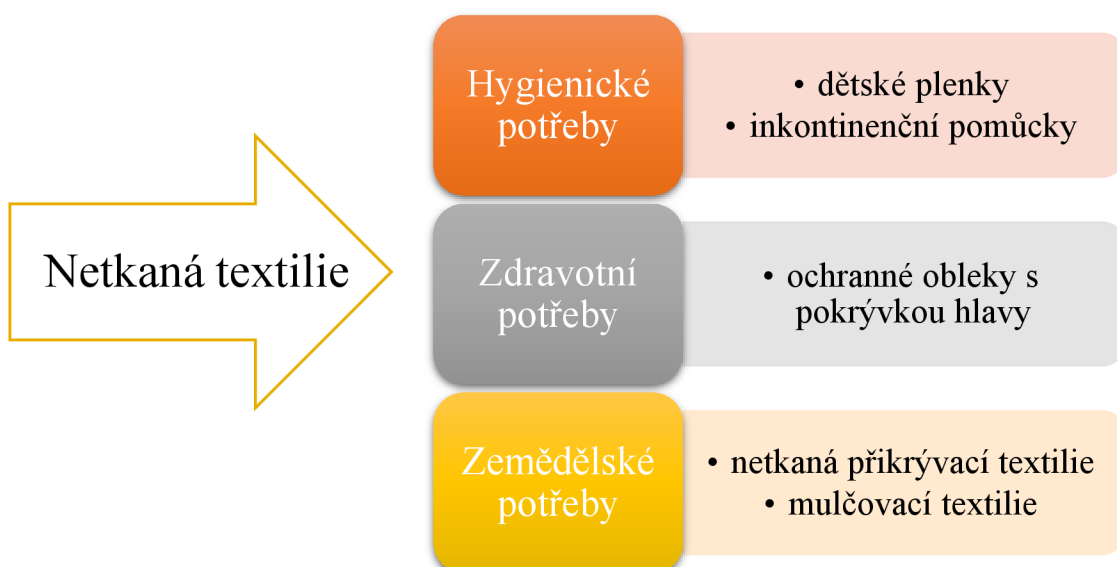 Netkaná textilie
Hygienické
potřeby
• dětské plenky
• inkontinenční pomůcky
Zdravotní
potřeby
• ochranné obleky s
pokrývkou hlavy
Zemědělské
potřeby
• netkaná přikrývací textilie
• mulčovací textilie